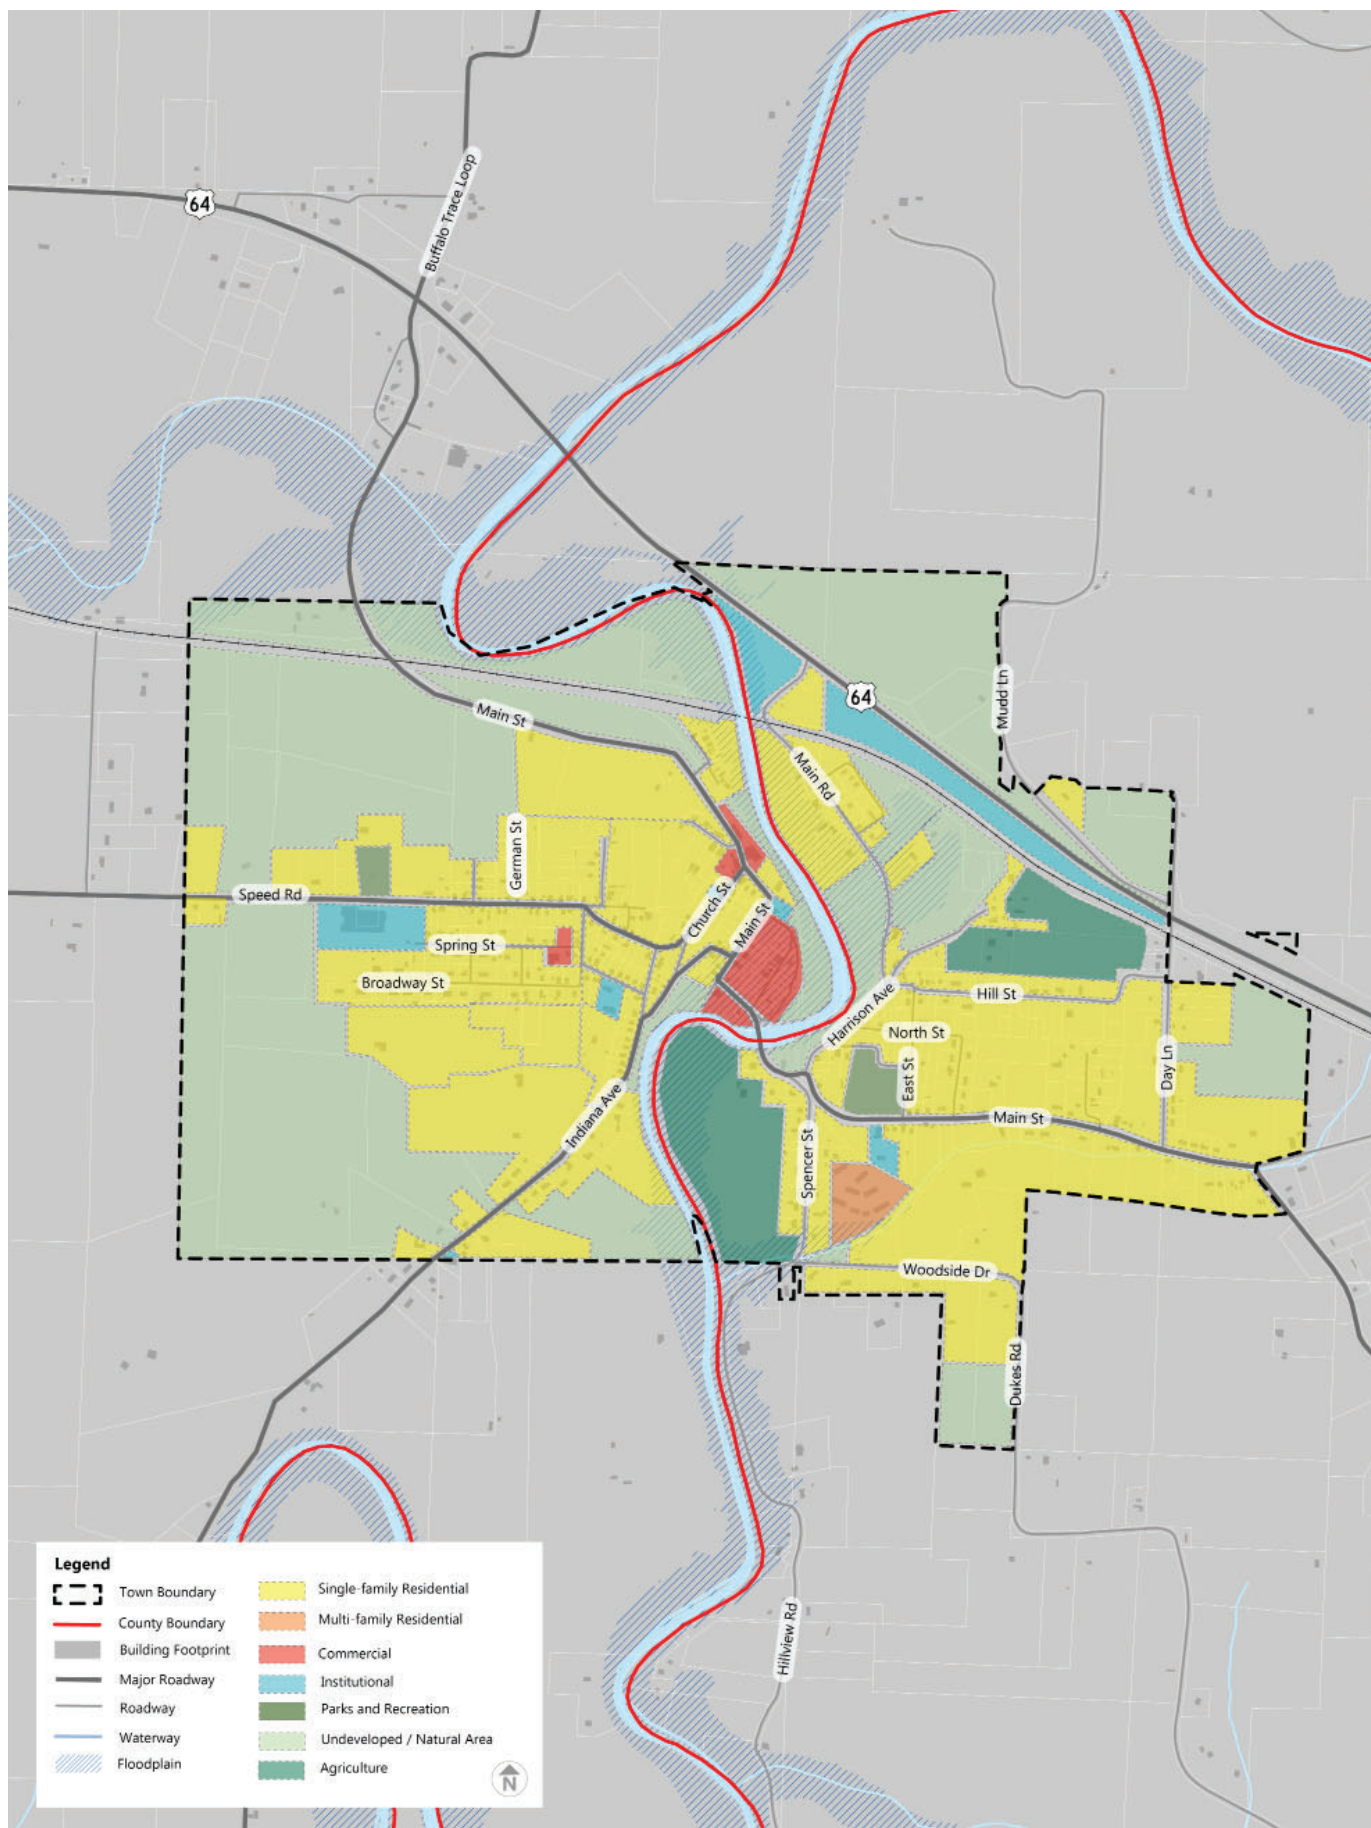 64
Buffalo Trace Loop
Main St
64
Mudd Ln
Main Rd
German St
Speed Rd
Church St
Main St
Spring St
Broadway St
Harrison Ave
Hill St
North St
East St
Day Ln
Indiana Ave
Main St
Spencer St
Woodside Dr
Dukes Rd
Hillview Rd
Legend
Town Boundary
County Boundary
Building Footprint
Major Roadway
Roadway
Waterway
Floodplain
Single-family Residential
Multi-family Residential
Commercial
Institutional
Parks and Recreation
Undeveloped / Natural Area
Agriculture
N